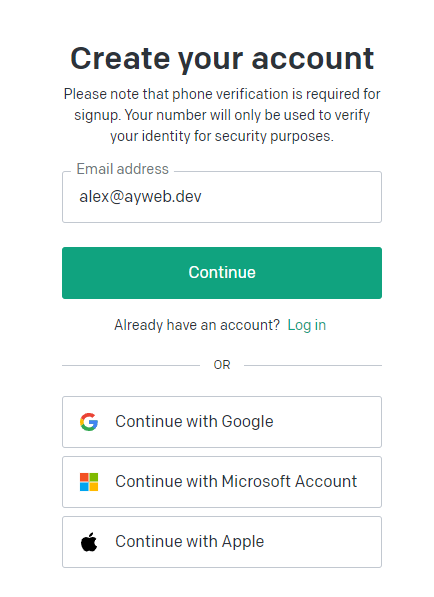 Create your account
Please note that phone verification is required for
signup. Your number will only be used to verify
your identity for security purposes.
Email address
alex@ayweb.dev
Continue
Already have an account? Log in
OR
Continue with Google
Continue with Microsoft Account
Continue with Apple